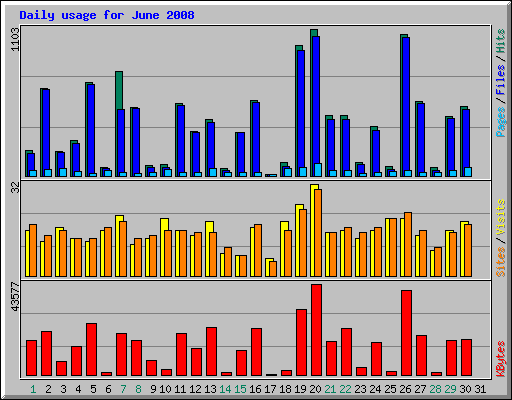 Daily usage for June 2008
1103
Pages / Files / Hits
32
Sites / Visits
43577
KBytes
1 2 3 4 5 6 7 8 9 10 11 12 13 14 15 16 17 18 19 20 21 22 23 24 25 26 27 28 29 30 31